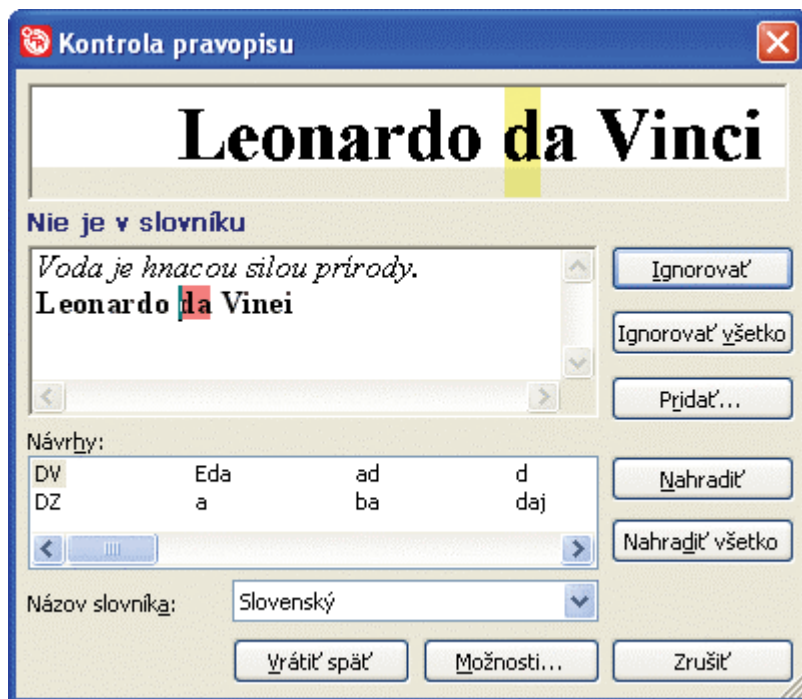 Kontrola pravopisu
Leonardo da Vinci
Nie je v slovníku
Voda je hnacou silou prírody.
Leonardo da Vinei
Ignorovať
Ignorovať všetko
Pridať...
Návrhy:
DV Eda ad d
DZ a ba daj
Nahradiť
Nahradiť všetko
Názov slovníka: Slovenský
Vrátiť späť Možnosti... Zrušiť